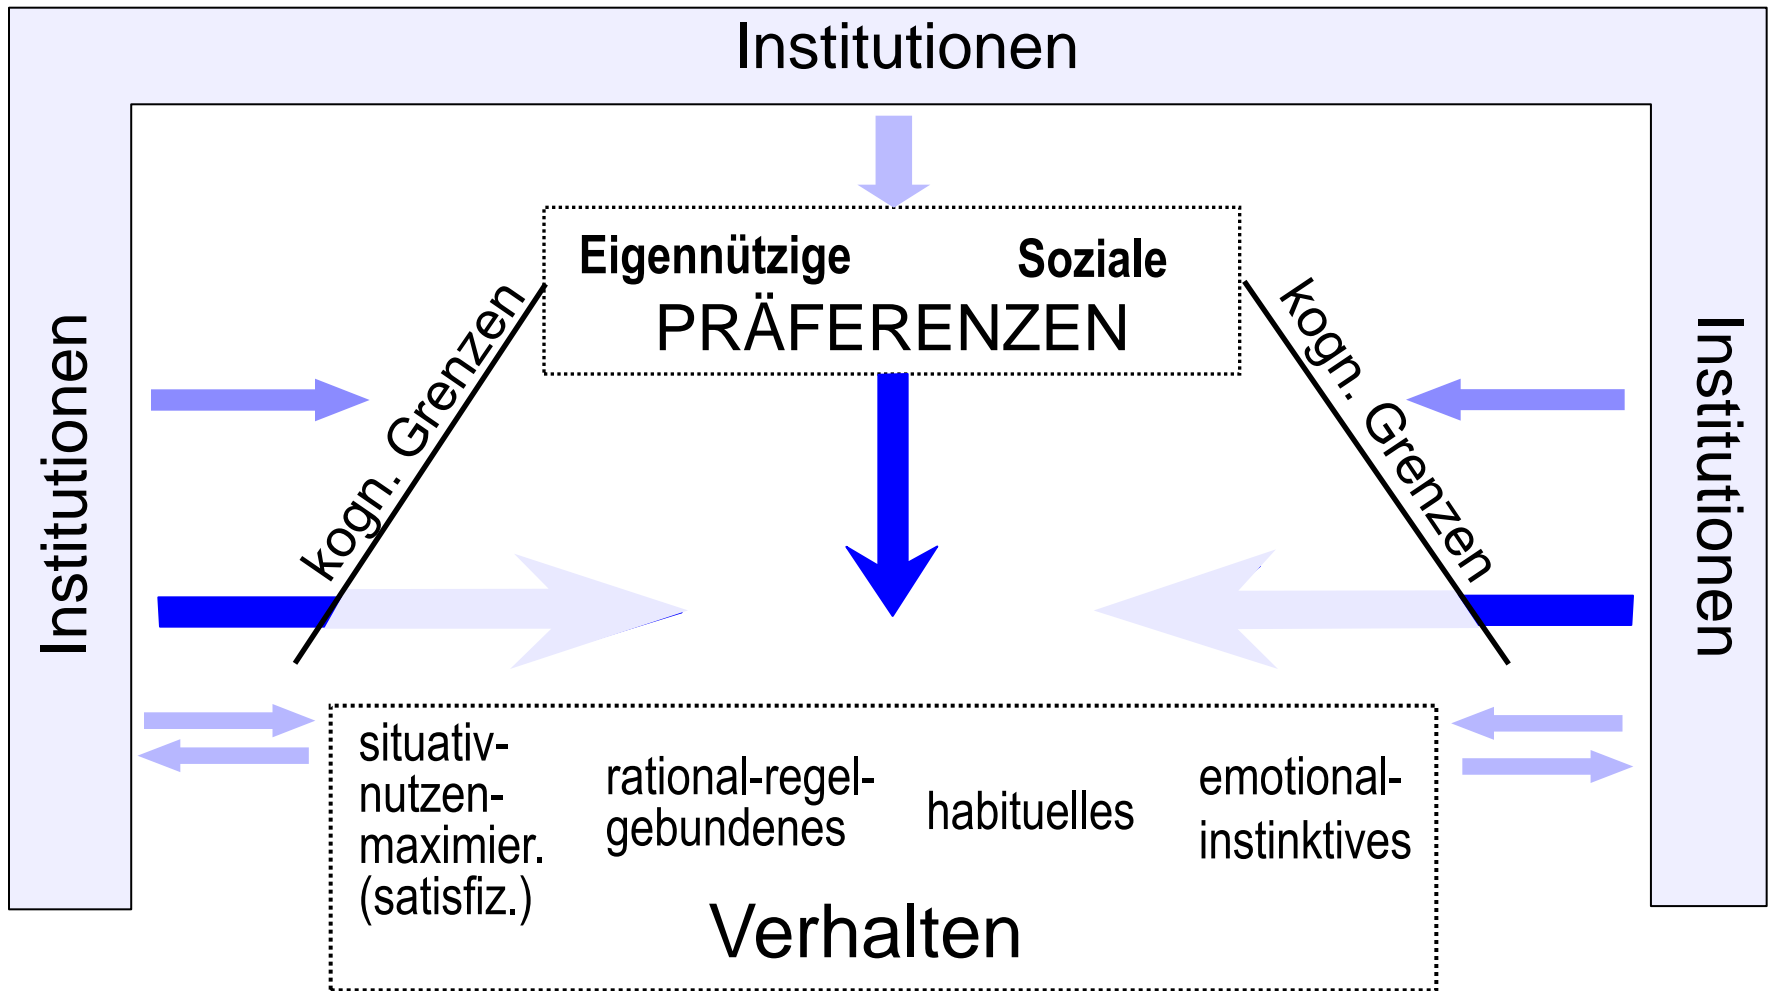 Institutionen
Institutionen
Eigennützige
Soziale
PRÄFERENZEN
kogn. Grenzen
kogn. Grenzen
Institutionen
situativ-
nutzen-
maximier.
(satisfiz.)
rational-regel-
gebundenes
habituelles
emotional-
instinktives
Verhalten